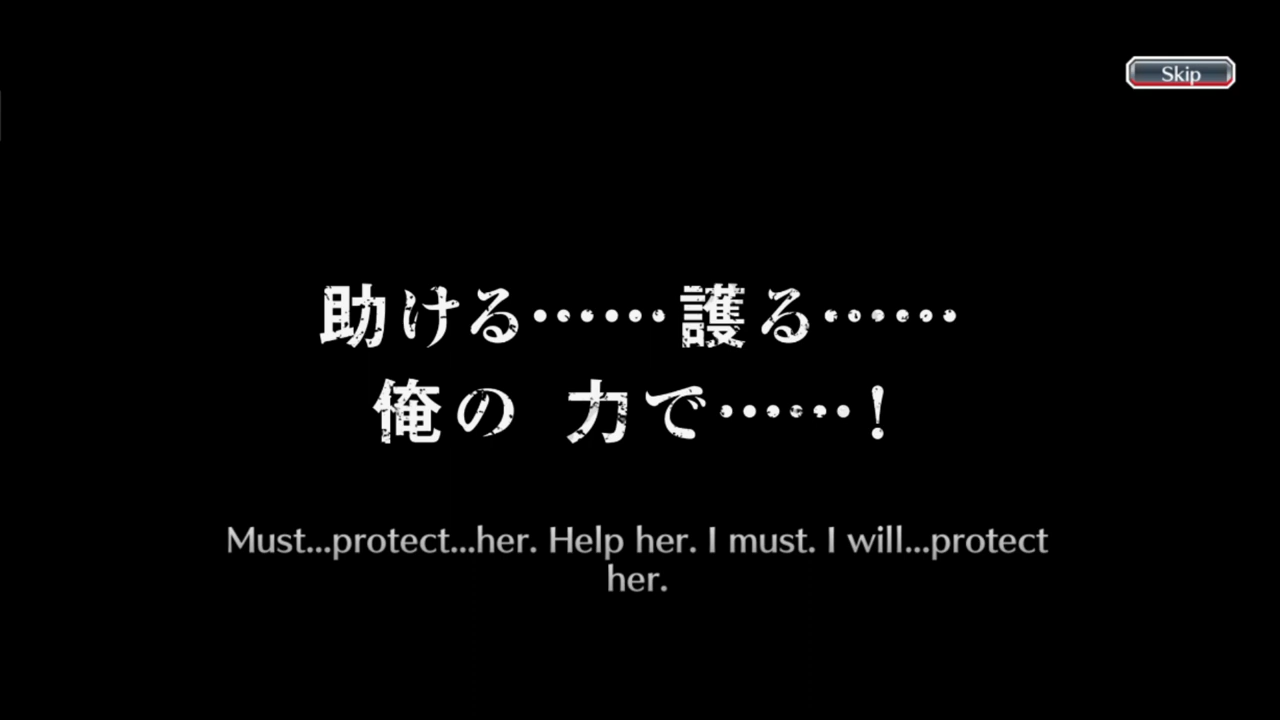 Skip
助ける……護る……
俺の 力で……!
Must...protect...her. Help her. I must. I will...protect
her.